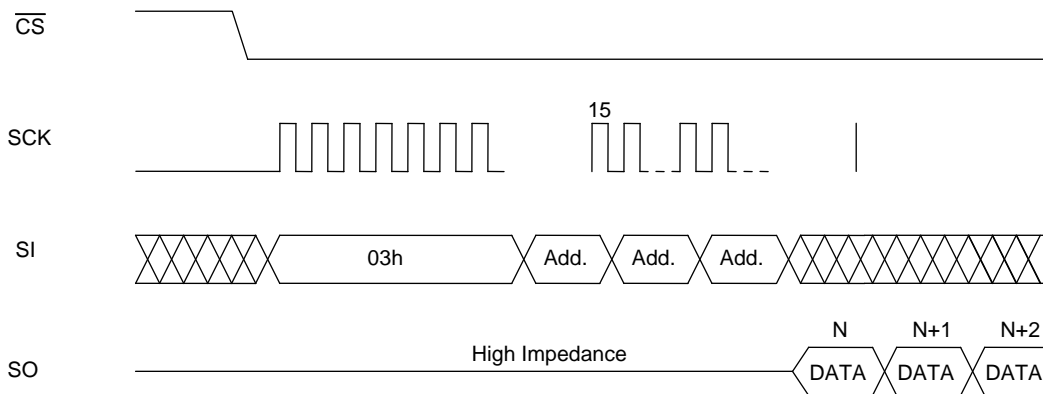 CS
15
SCK
SI 03h Add. Add. Add.
N N+1 N+2
High Impedance
SO DATA DATA DATA